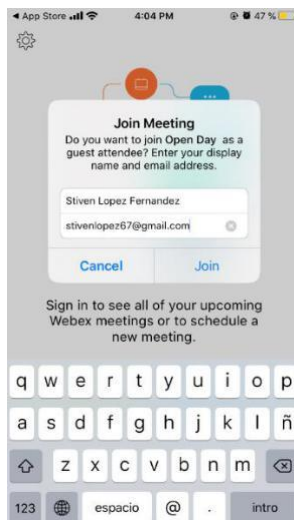 App Store 4:04 PM 47 %
Join Meeting
Do you want to join Open Day as a
guest attendee? Enter your display
name and email address.
Stiven Lopez Fernandez
stivenlopez67@gmail.com
Cancel Join
Sign in to see all of your upcoming
Webex meetings or to schedule a
new meeting.
q w e r t y u i o p
a s d f g h j k l ñ
z x c v b n m
123 espacio @ . intro